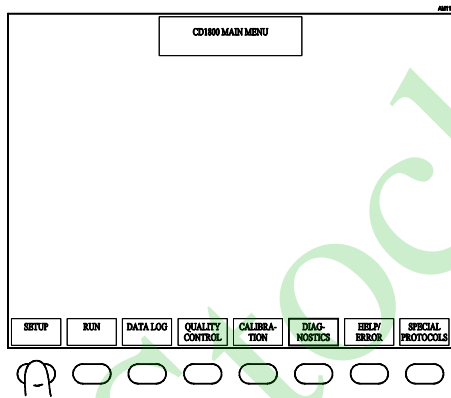 CD1800 MAIN MENU
SETUP
RUN
DATA LOG
QUALITY
CONTROL
CALIBRA-
TION
DIAG-
NOSTICS
HELP/
ERROR
SPECIAL
PROTOCOLS